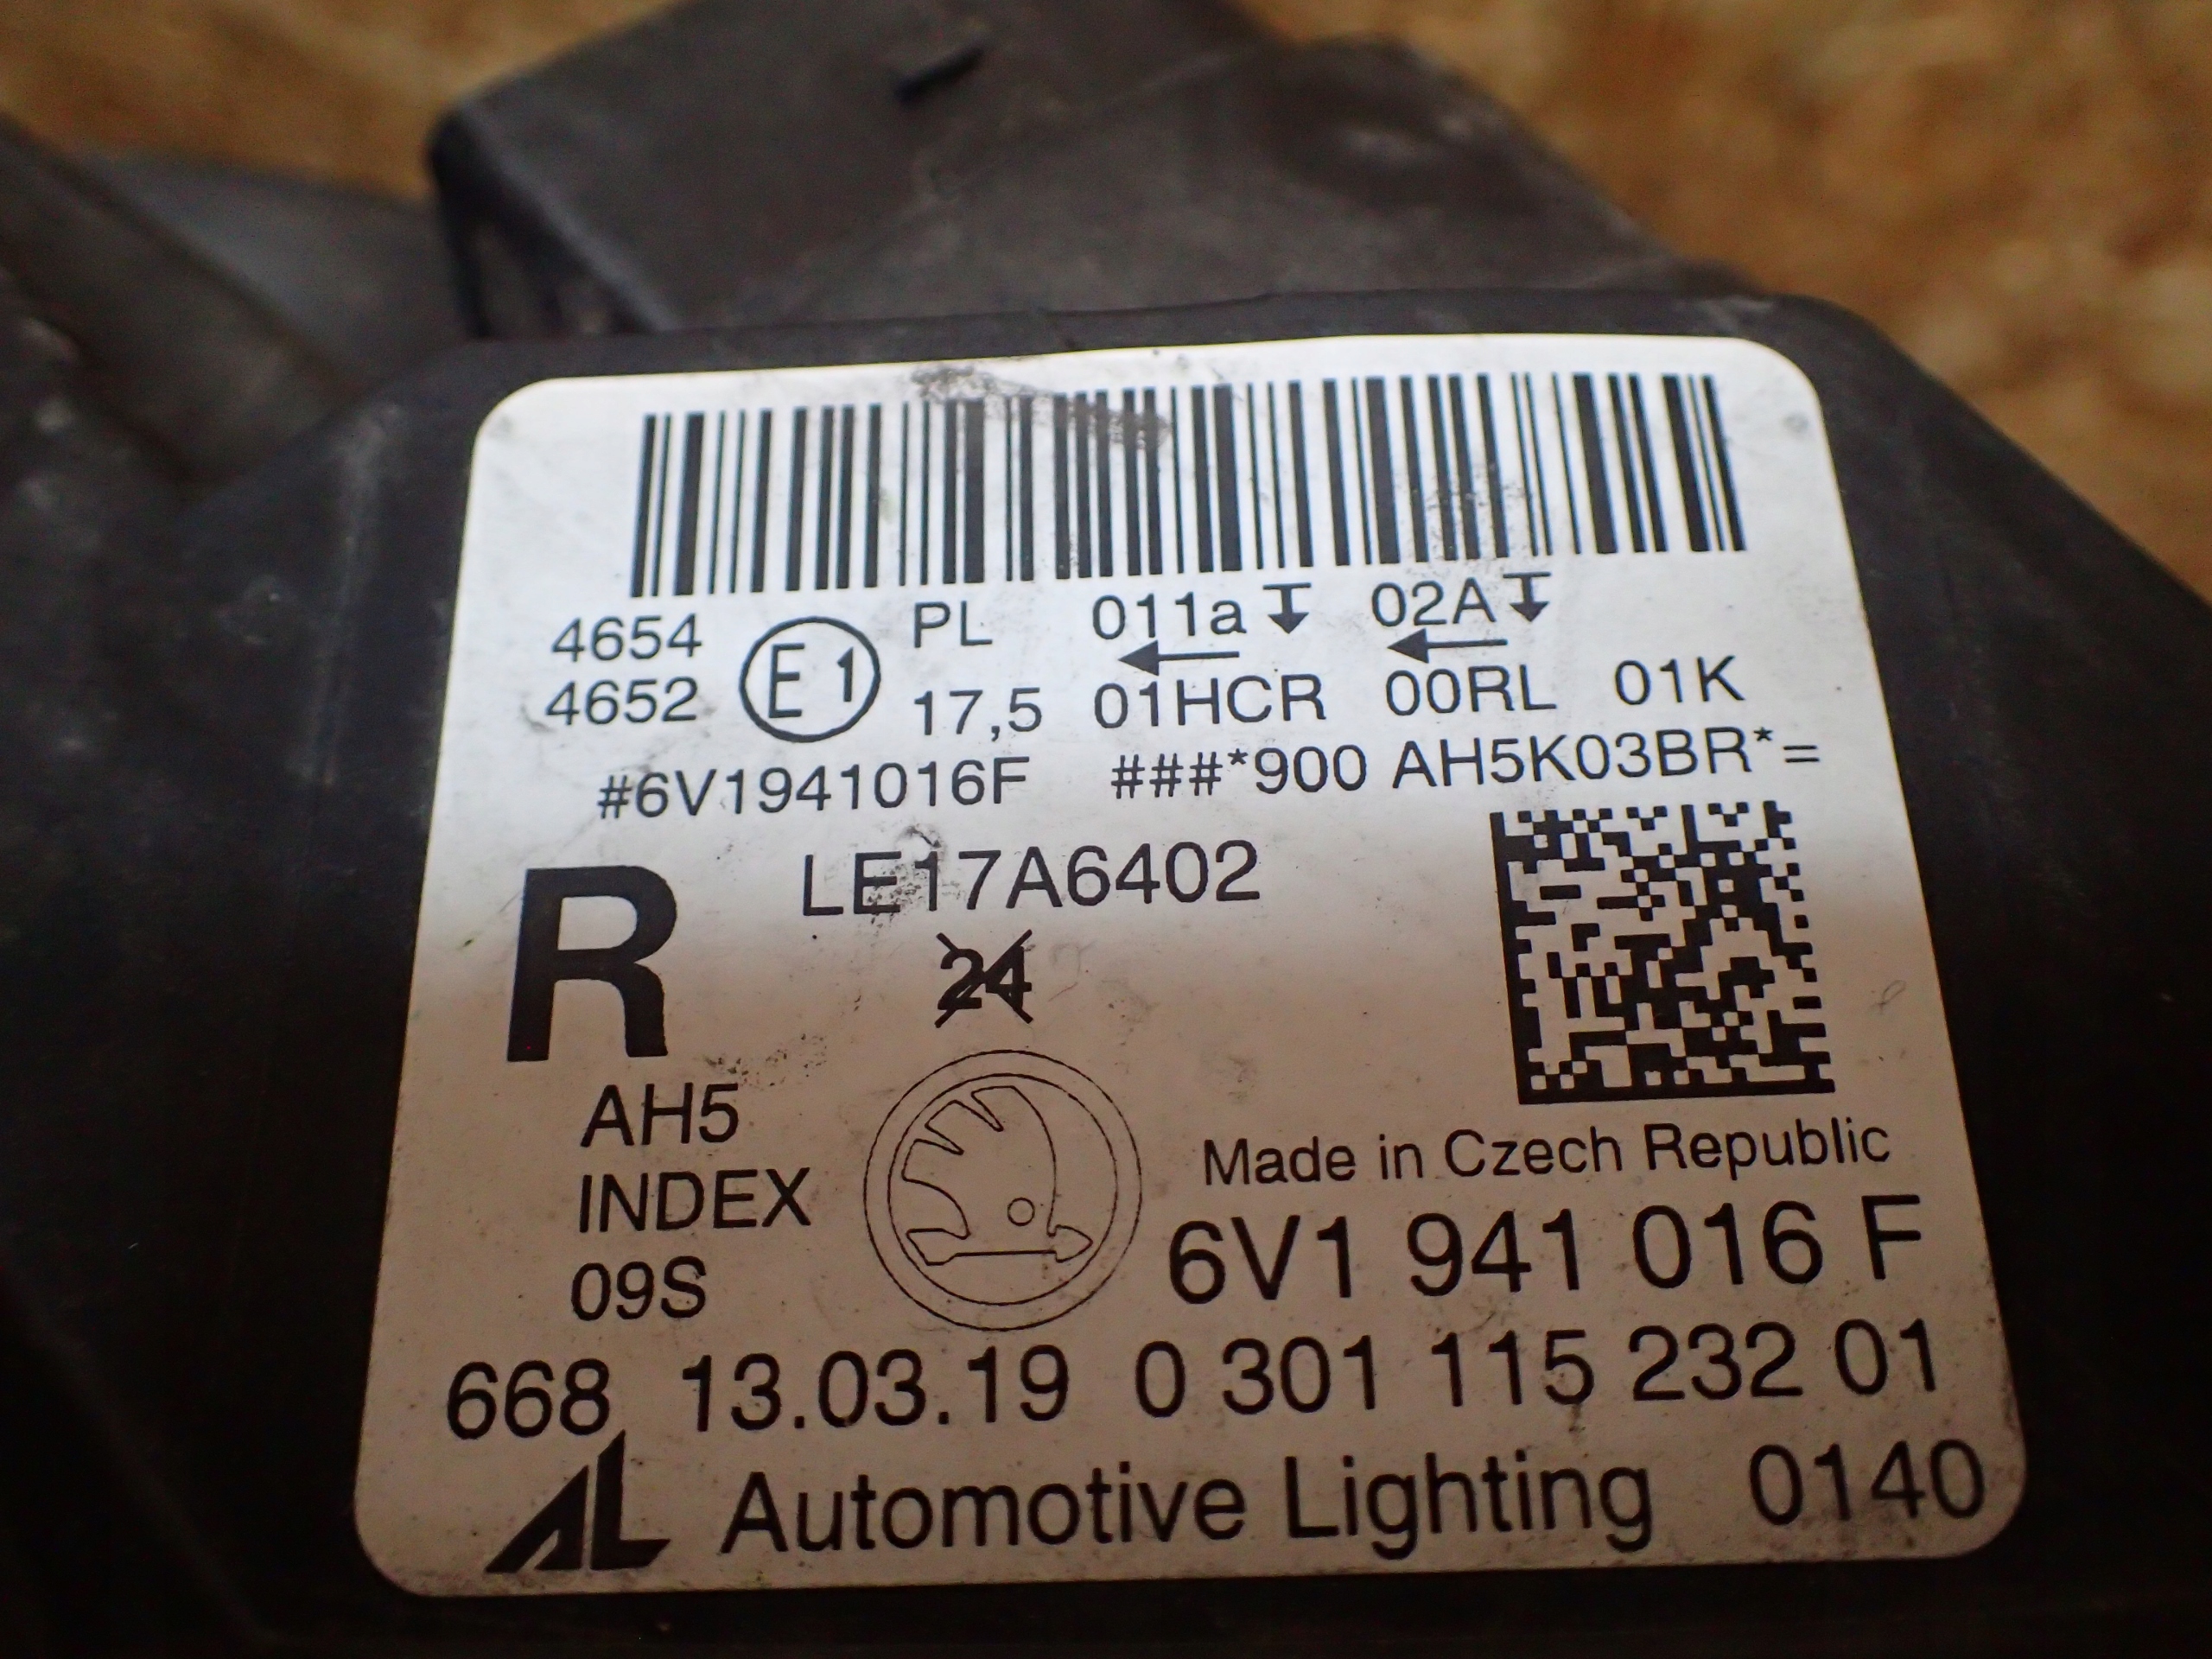 4654 E1 PL 011a 02A
4652 17,5 01HCR 00RL 01K
#6V1941016F ###*900 AH5K03BR*=
R LE17A6402
24
AH5
INDEX
09S
Made in Czech Republic
6V1 941 016 F
668 13.03.19 0 301 115 232 01
AL Automotive Lighting 0140